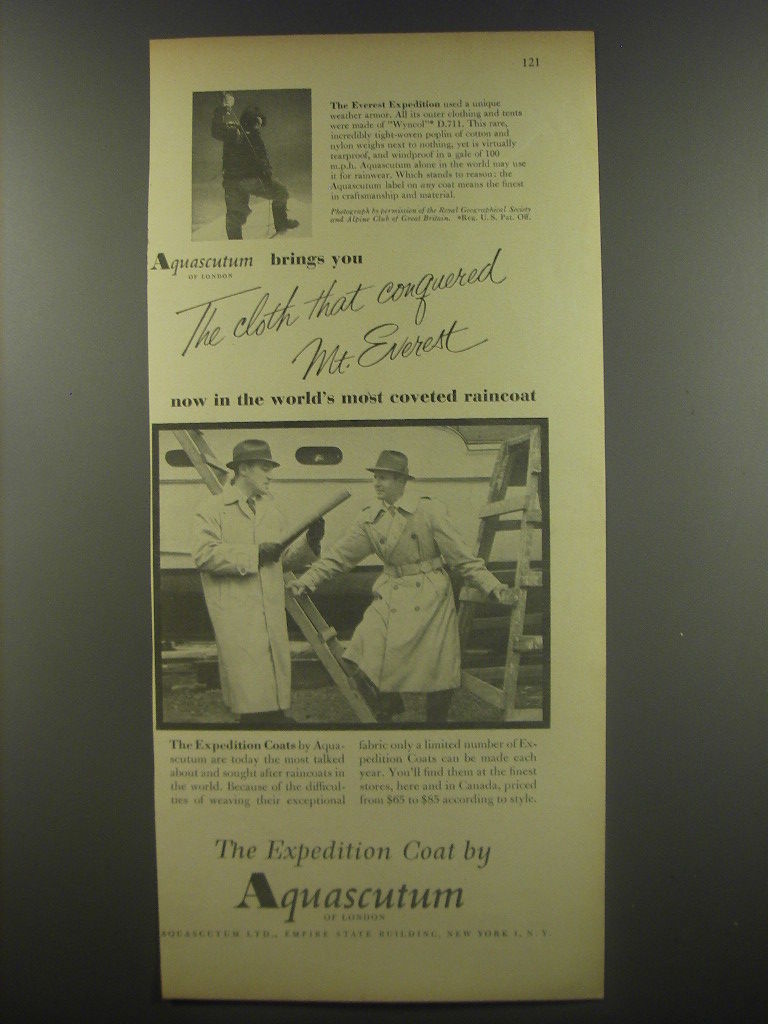 121
The Everest Expedition used a unique
weather armor. All its outer clothing and tents
were made of "Wyncol"* D.711. This rare,
incredibly tight-woven poplin of cotton and
nylon weighs next to nothing, yet is virtually
tearproof, and windproof in a gale of 100
m.p.h. Aquascutum alone in the world may use
it for rainwear. Which stands to reason: the
Aquascutum label on any coat means the finest
in craftsmanship and material.
Photograph by permission of the Royal Geographical Society
and Alpine Club of Great Britain. *Reg. U. S. Pat. Off.
Aquascutum brings you
OF LONDON
The cloth that conquered
Mt. Everest
now in the world's most coveted raincoat
The Expedition Coats by Aqua-
scutum are today the most talked
about and sought after raincoats in
the world. Because of the difficul-
ties of weaving their exceptional
fabric only a limited number of Ex-
pedition Coats can be made each
year. You'll find them at the finest
stores, here and in Canada, priced
from $65 to $85 according to style.
The Expedition Coat by
Aquascutum
OF LONDON
AQUASCUTUM LTD., EMPIRE STATE BUILDING, NEW YORK 1, N. Y.